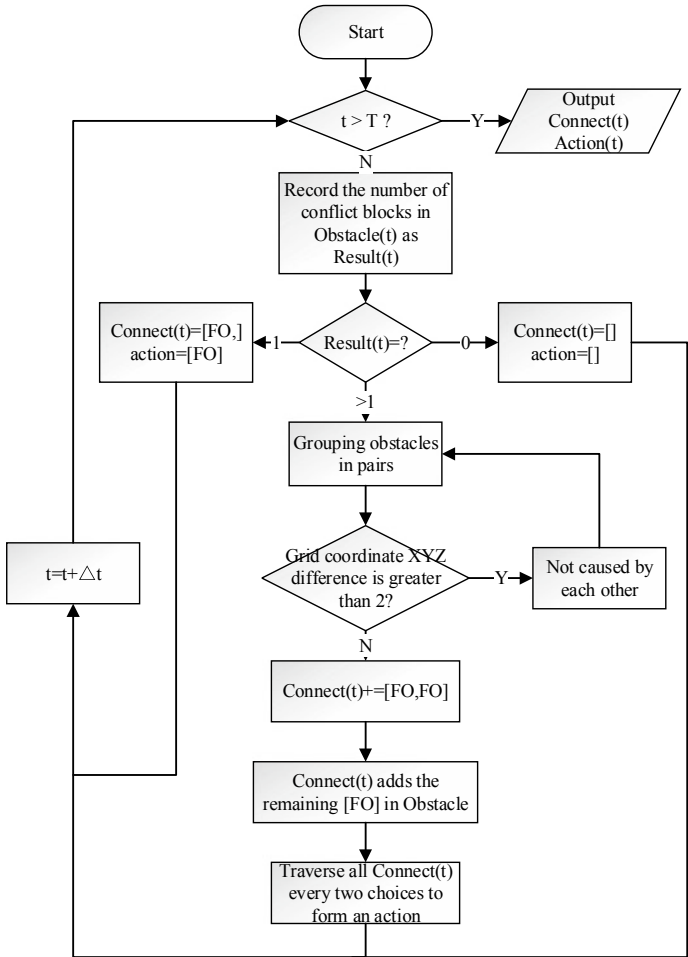 Start
t > T ?
Y
Output
Connect(t)
Action(t)
N
Record the number of
conflict blocks in
Obstacle(t) as
Result(t)
Connect(t)=[FO,]
action=[FO]
1
Result(t)=?
0
Connect(t)=[]
action=[]
>1
Grouping obstacles
in pairs
Grid coordinate XYZ
difference is greater
than 2?
Y
Not caused by
each other
t=t+△t
N
Connect(t)+=[FO,FO]
Connect(t) adds the
remaining [FO] in Obstacle
Traverse all Connect(t)
every two choices to
form an action